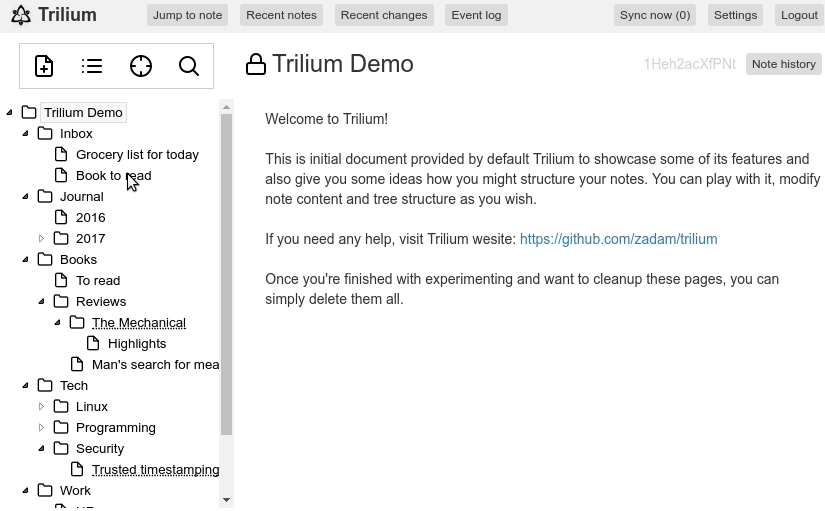 Trilium Jump to note Recent notes Recent changes Event log Sync now (0) Settings Logout
Trilium Demo 1Heh2acXfPNt Note history
Trilium Demo
Inbox
Grocery list for today
Book to read
Journal
2016
2017
Books
To read
Reviews
The Mechanical
Highlights
Man's search for mea
Tech
Linux
Programming
Security
Trusted timestamping
Work
Welcome to Trilium!
This is initial document provided by default Trilium to showcase some of its features and
also give you some ideas how you might structure your notes. You can play with it, modify
note content and tree structure as you wish.
If you need any help, visit Trilium wesite: https://github.com/zadam/trilium
Once you're finished with experimenting and want to cleanup these pages, you can
simply delete them all.